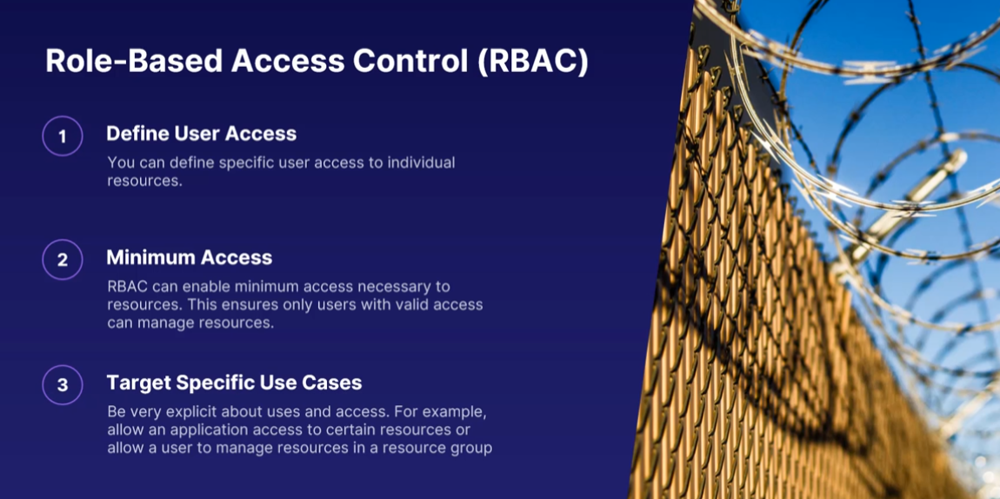 Role-Based Access Control (RBAC)
1
Define User Access
You can define specific user access to individual
resources.
2
Minimum Access
RBAC can enable minimum access necessary to
resources. This ensures only users with valid access
can manage resources.
3
Target Specific Use Cases
Be very explicit about uses and access. For example,
allow an application access to certain resources or
allow a user to manage resources in a resource group